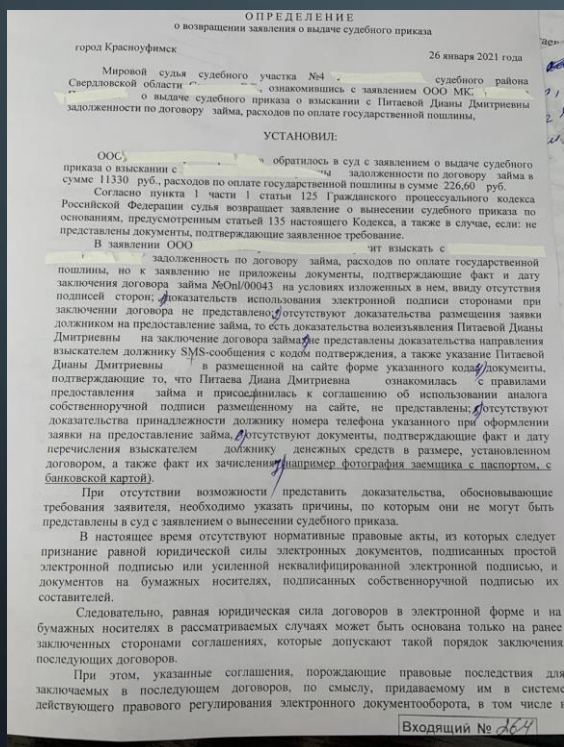 О П Р Е Д Е Л Е Н И Е
о возвращении заявления о выдаче судебного приказа
город Красноуфимск
26 января 2021 года
Мировой судья судебного участка №4 судебного района
Свердловской области , ознакомившись с заявлением ООО МК
о выдаче судебного приказа о взыскании с Питаевой Дианы Дмитриевны
задолженности по договору займа, расходов по оплате государственной пошлины,
УСТАНОВИЛ:
ООО обратилось в суд с заявлением о выдаче судебного
приказа о взыскании с задолженности по договору займа в
сумме 11330 руб., расходов по оплате государственной пошлины в сумме 226,60 руб.
Согласно пункта 1 части 1 статьи 125 Гражданского процессуального кодекса
Российской Федерации судья возвращает заявление о вынесении судебного приказа по
основаниям, предусмотренным статьей 135 настоящего Кодекса, а также в случае, если: не
представлены документы, подтверждающие заявленное требование.
В заявлении ООО взыскать с
задолженность по договору займа, расходов по оплате государственной
пошлины, но к заявлению не приложены документы, подтверждающие факт и дату
заключения договора займа №Onl/00043 на условиях изложенных в нем, ввиду отсутствия
подписей сторон; 1) доказательств использования электронной подписи сторонами при
заключении договора не представлено; 2) отсутствуют доказательства размещения заявки
должником на предоставление займа, то есть доказательства волеизъявления Питаевой Дианы
Дмитриевны на заключение договора займа; 3) не представлены доказательства направления
взыскателем должнику SMS-сообщения с кодом подтверждения, а также указание Питаевой
Дианы Дмитриевны в размещенной на сайте форме указанного кода; 4) документы,
подтверждающие то, что Питаева Диана Дмитриевна ознакомилась с правилами
предоставления займа и присоединилась к соглашению об использовании аналога
собственноручной подписи размещенному на сайте, не представлены; 5) отсутствуют
доказательства принадлежности должнику номера телефона указанного при оформлении
заявки на предоставление займа, 6) отсутствуют документы, подтверждающие факт и дату
перечисления взыскателем должнику денежных средств в размере, установленном
договором, а также факт их зачисления 7) (например фотография заемщика с паспортом, с
банковской картой).
При отсутствии возможности представить доказательства, обосновывающие
требования заявителя, необходимо указать причины, по которым они не могут быть
представлены в суд с заявлением о вынесении судебного приказа.
В настоящее время отсутствуют нормативные правовые акты, из которых следует
признание равной юридической силы электронных документов, подписанных простой
электронной подписью или усиленной неквалифицированной электронной подписью, и
документов на бумажных носителях, подписанных собственноручной подписью их
составителей.
Следовательно, равная юридическая сила договоров в электронной форме и на
бумажных носителях в рассматриваемых случаях может быть основана только на ранее
заключенных сторонами соглашениях, которые допускают такой порядок заключения
последующих договоров.
При этом, указанные соглашения, порождающие правовые последствия для
заключаемых в последующем договоров, по смыслу, придаваемому им в системе
действующего правового регулирования электронного документооборота, в том числе и
Входящий № 264